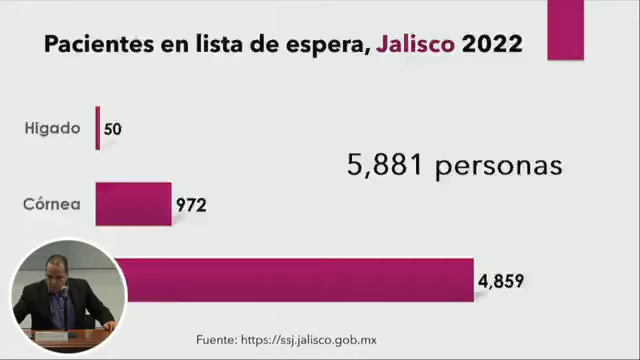 Pacientes en lista de espera, Jalisco 2022
Higado 50
5,881 personas
Córnea 972
4,859
Fuente: https://ssj.jalisco.gob.mx